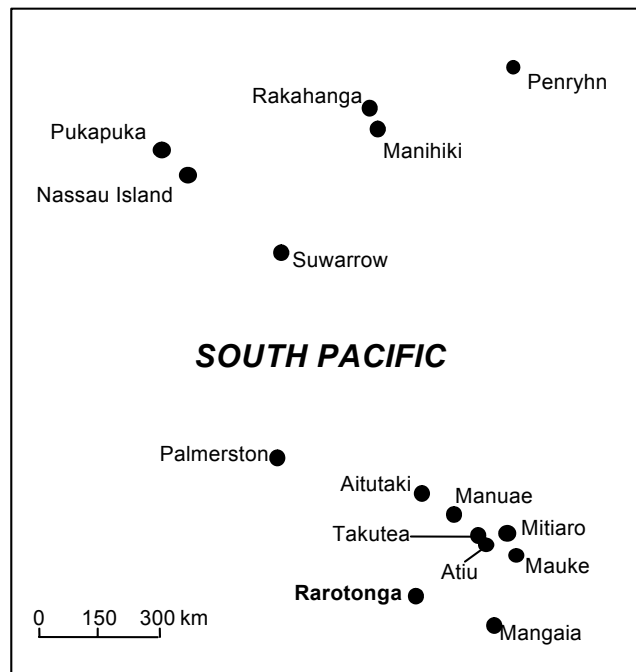 Penryhn
Rakahanga
Manihiki
Pukapuka
Nassau Island
Suwarrow
SOUTH PACIFIC
Palmerston
Aitutaki
Manuae
Takutea
Mitiaro
Atiu
Mauke
Rarotonga
Mangaia
0 150 300 km